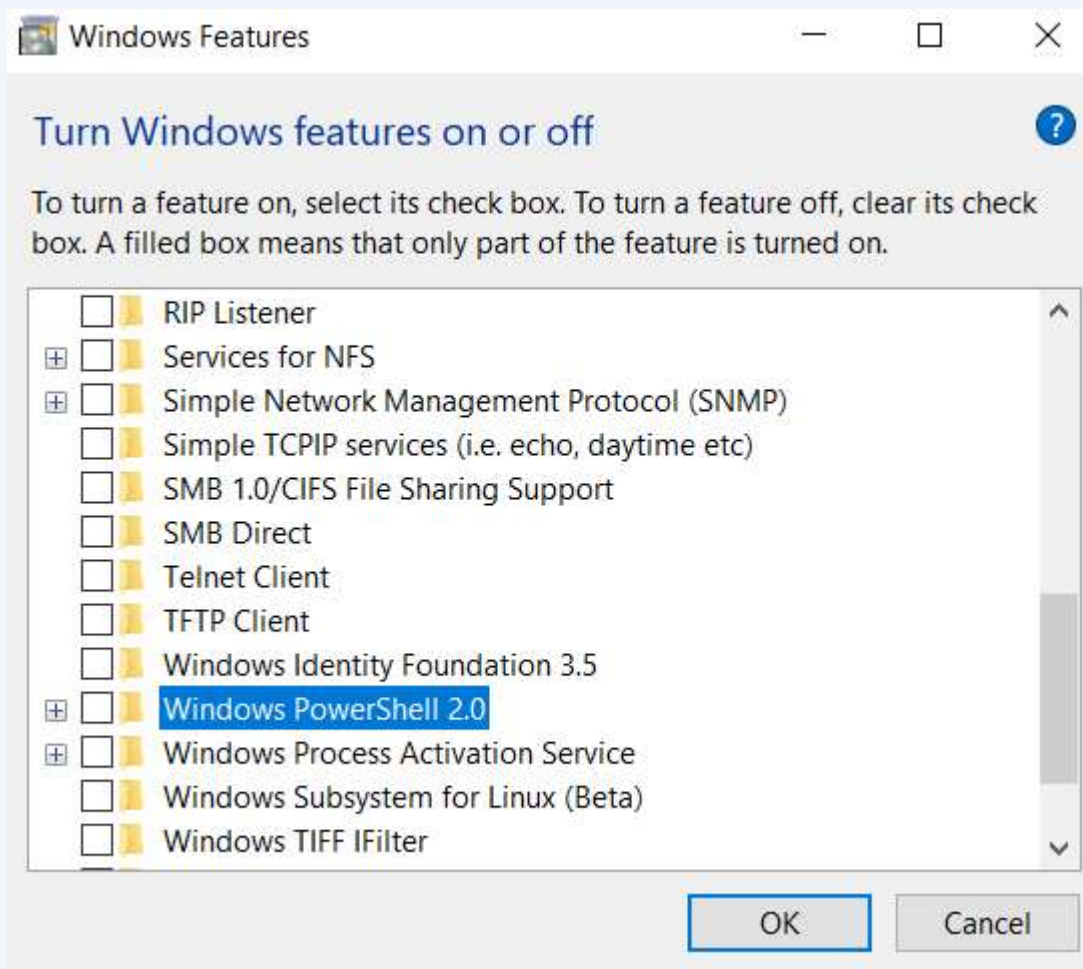 Windows Features
Turn Windows features on or off
?
To turn a feature on, select its check box. To turn a feature off, clear its check
box. A filled box means that only part of the feature is turned on.
RIP Listener
Services for NFS
Simple Network Management Protocol (SNMP)
Simple TCPIP services (i.e. echo, daytime etc)
SMB 1.0/CIFS File Sharing Support
SMB Direct
Telnet Client
TFTP Client
Windows Identity Foundation 3.5
Windows PowerShell 2.0
Windows Process Activation Service
Windows Subsystem for Linux (Beta)
Windows TIFF IFilter
OK Cancel